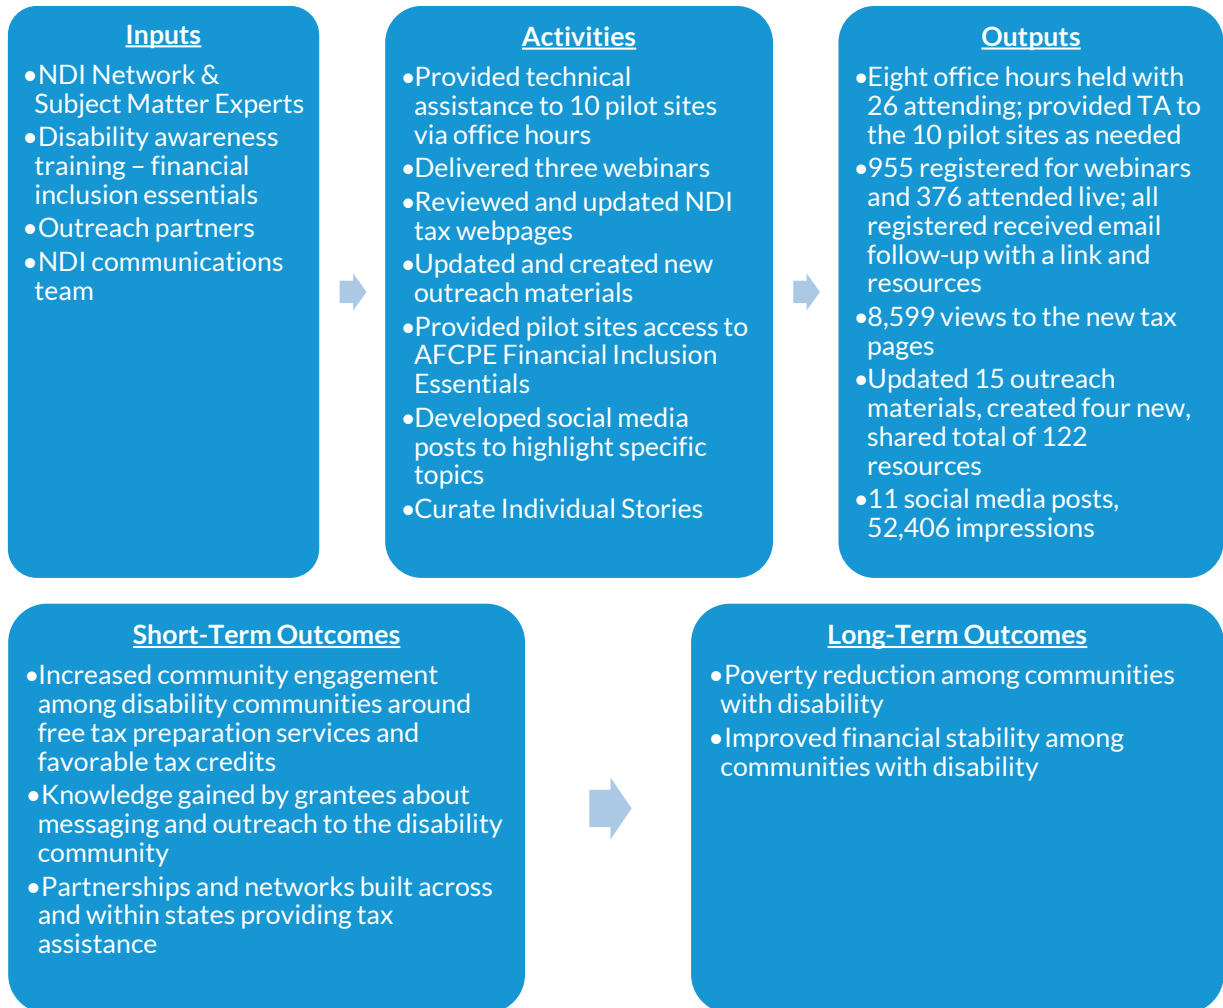 Inputs
•NDI Network &
Subject Matter Experts
•Disability awareness
training – financial
inclusion essentials
•Outreach partners
•NDI communications
team
Activities
•Provided technical
assistance to 10 pilot sites
via office hours
•Delivered three webinars
•Reviewed and updated NDI
tax webpages
•Updated and created new
outreach materials
•Provided pilot sites access to
AFCPE Financial Inclusion
Essentials
•Developed social media
posts to highlight specific
topics
•Curate Individual Stories
Outputs
•Eight office hours held with
26 attending; provided TA to
the 10 pilot sites as needed
•955 registered for webinars
and 376 attended live; all
registered received email
follow-up with a link and
resources
•8,599 views to the new tax
pages
•Updated 15 outreach
materials, created four new,
shared total of 122
resources
•11 social media posts,
52,406 impressions
Short-Term Outcomes
•Increased community engagement
among disability communities around
free tax preparation services and
favorable tax credits
•Knowledge gained by grantees about
messaging and outreach to the disability
community
•Partnerships and networks built across
and within states providing tax
assistance
Long-Term Outcomes
•Poverty reduction among communities
with disability
•Improved financial stability among
communities with disability